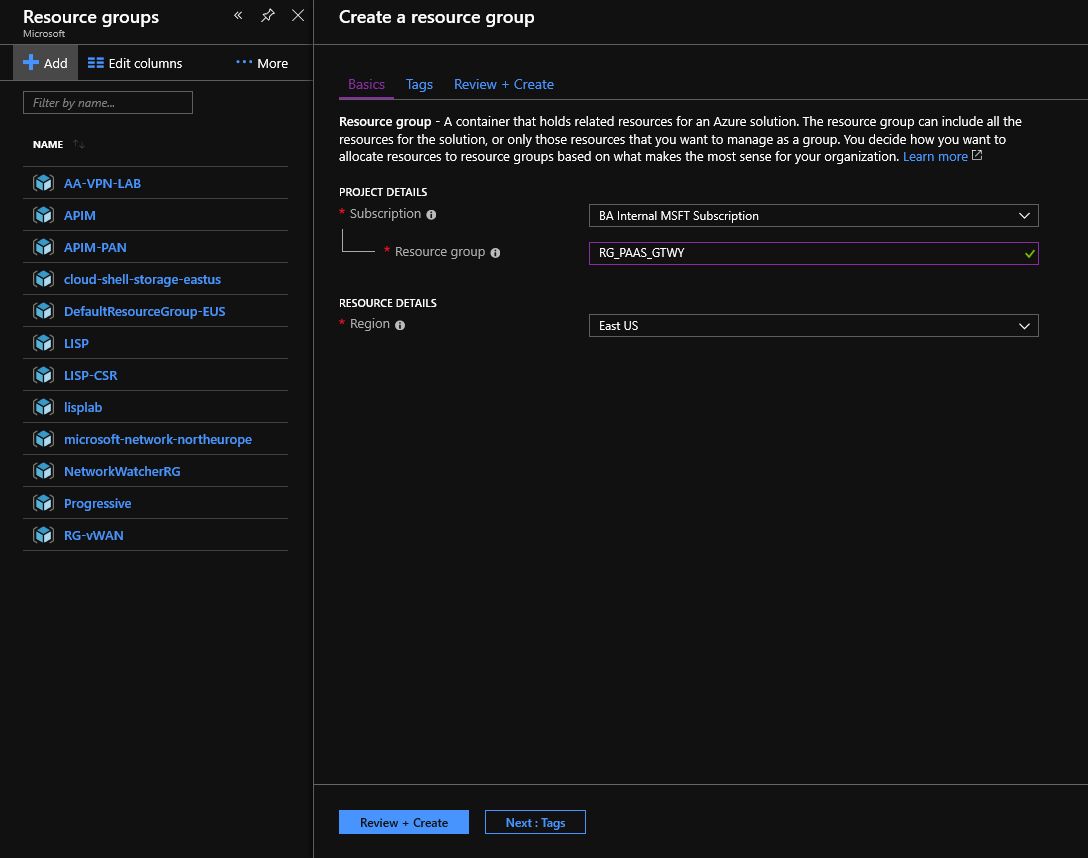 Resource groups
Microsoft
Add
Edit columns
More
Filter by name...
NAME
AA-VPN-LAB
APIM
APIM-PAN
cloud-shell-storage-eastus
DefaultResourceGroup-EUS
LISP
LISP-CSR
lisplab
microsoft-network-northeurope
NetworkWatcherRG
Progressive
RG-vWAN
Create a resource group
Basics Tags Review + Create
Resource group - A container that holds related resources for an Azure solution. The resource group can include all the
resources for the solution, or only those resources that you want to manage as a group. You decide how you want to
allocate resources to resource groups based on what makes the most sense for your organization. Learn more
PROJECT DETAILS
* Subscription BA Internal MSFT Subscription
* Resource group RG_PAAS_GTWY
RESOURCE DETAILS
* Region East US
Review + Create Next : Tags